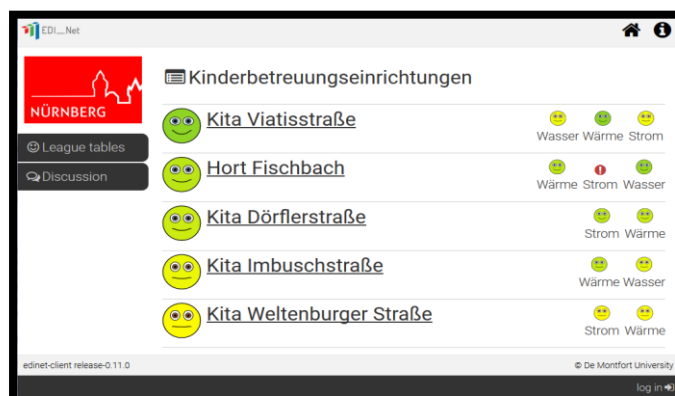 EDI_Net
NÜRNBERG
League tables
Discussion
Kinderbetreuungseinrichtungen
Kita Viatisstraße
Wasser Wärme Strom
Hort Fischbach
Wärme Strom Wasser
Kita Dörflerstraße
Strom Wärme
Kita Imbuschstraße
Wärme Wasser
Kita Weltenburger Straße
Strom Wärme
edinet-client release-0.11.0
© De Montfort University
log in